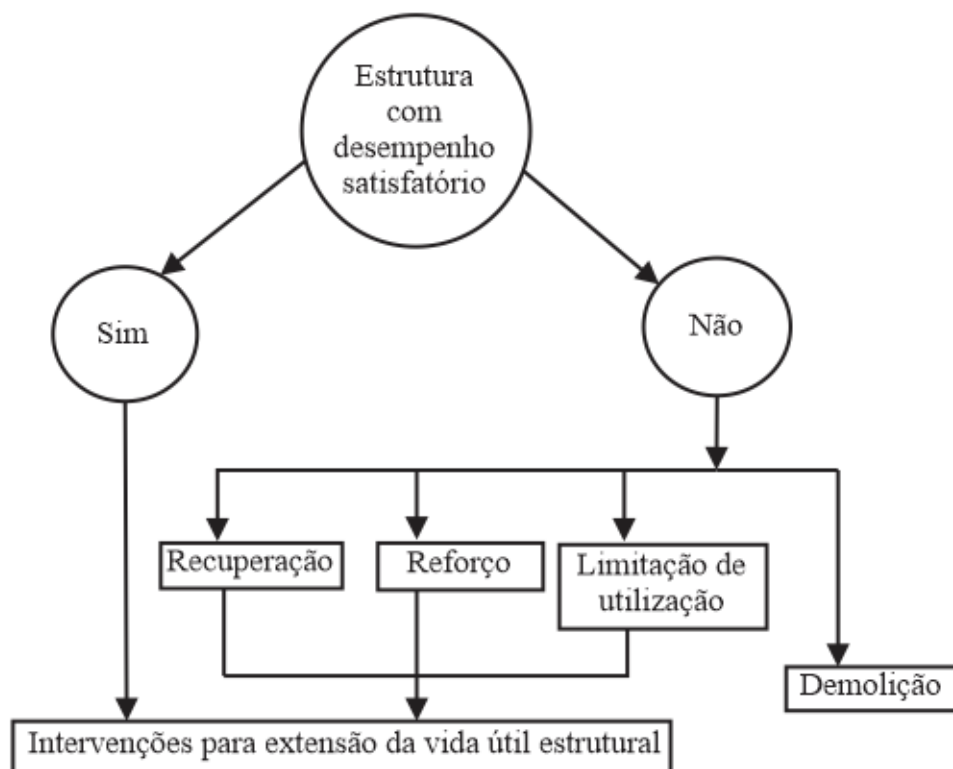 Estrutura
com
desempenho
satisfatório
Sim
Não
Recuperação
Reforço
Limitação de
utilização
Demolição
Intervenções para extensão da vida útil estrutural